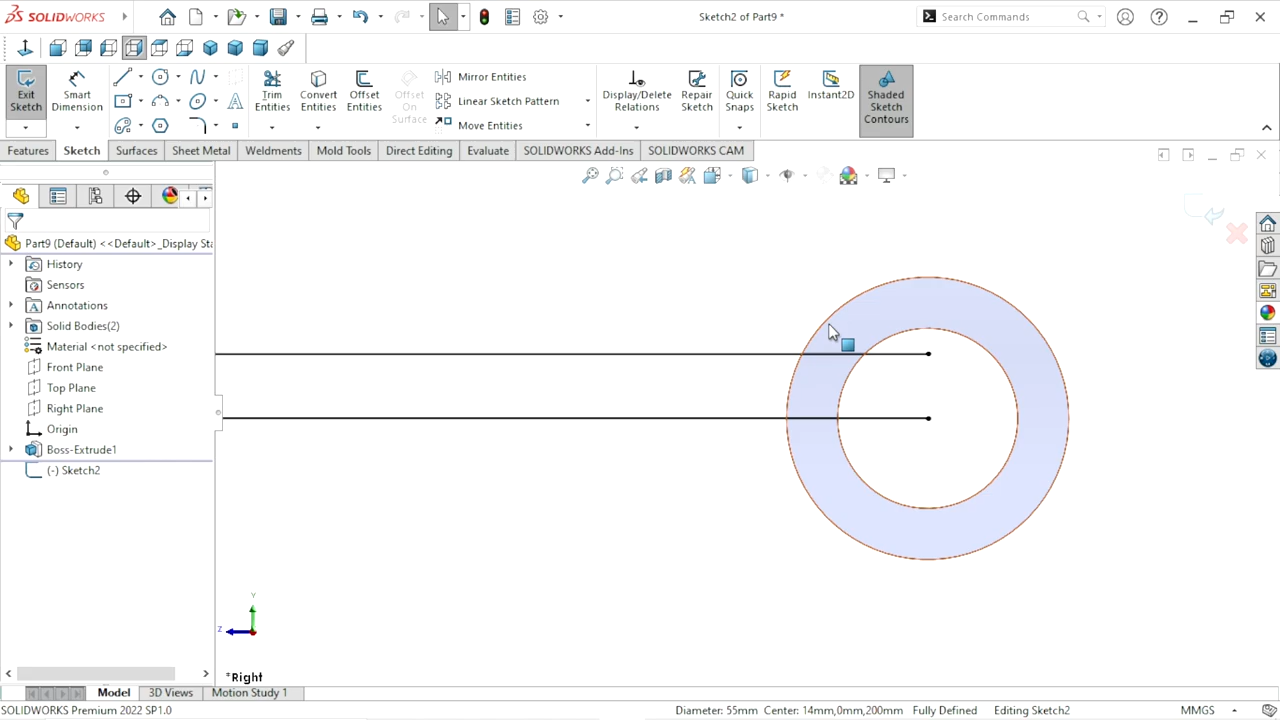 SOLIDWORKS
Sketch2 of Part9 *
Search Commands
Exit Sketch
Smart Dimension
Trim Entities
Convert Entities
Offset Entities
Offset On Surface
Mirror Entities
Linear Sketch Pattern
Move Entities
Display/Delete Relations
Repair Sketch
Quick Snaps
Rapid Sketch
Instant2D
Shaded Sketch Contours
Features
Sketch
Surfaces
Sheet Metal
Weldments
Mold Tools
Direct Editing
Evaluate
SOLIDWORKS Add-Ins
SOLIDWORKS CAM
Part9 (Default) <<Default>_Display Sta
History
Sensors
Annotations
Solid Bodies(2)
Material <not specified>
Front Plane
Top Plane
Right Plane
Origin
Boss-Extrude1
(-) Sketch2
Y
Z
*Right
Model
3D Views
Motion Study 1
SOLIDWORKS Premium 2022 SP1.0
Diameter: 55mm Center: 14mm,0mm,200mm
Fully Defined
Editing Sketch2
MMGS